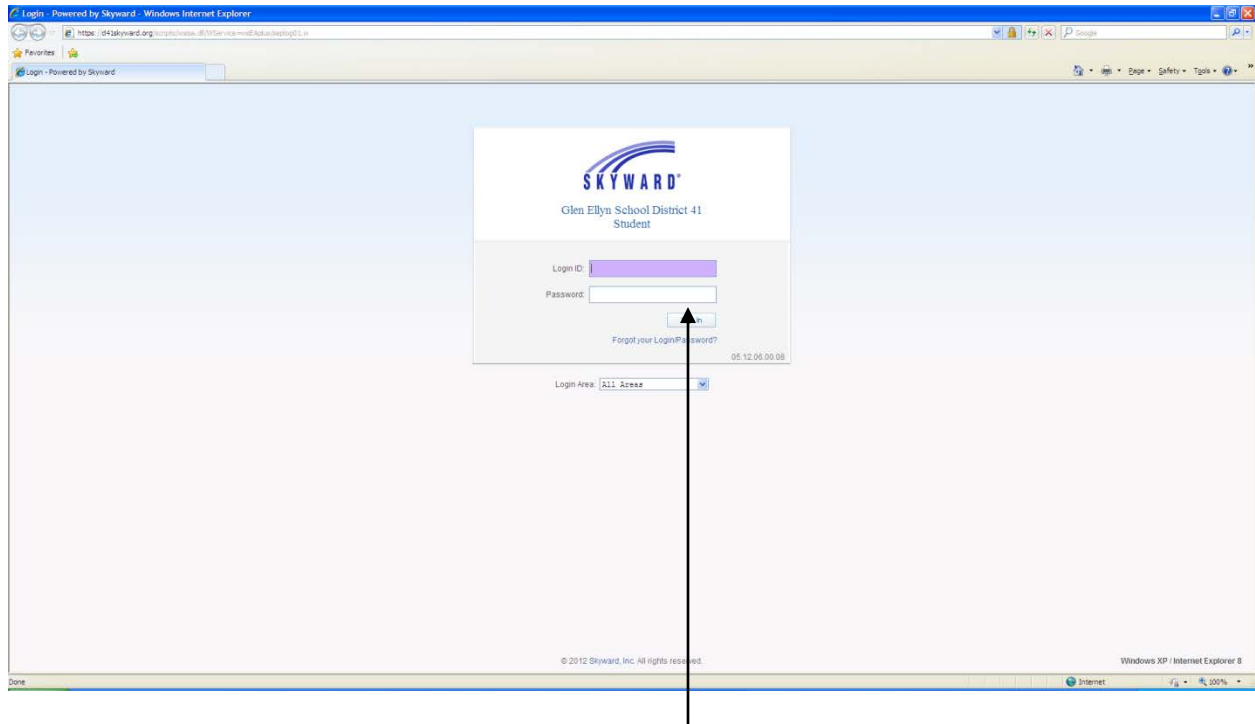 Login - Powered by Skyward - Windows Internet Explorer
https://d41skyward.org
Google
Favorites
Login - Powered by Skyward
Page Safety Tools
SKYWARD
Glen Ellyn School District 41
Student
Login ID:
Password:
Forgot your Login/Password?
05.12.06.00.08
Login Area: All Areas
© 2012 Skyward, Inc. All rights reserved.
Windows XP / Internet Explorer 8
Done
Internet
100%